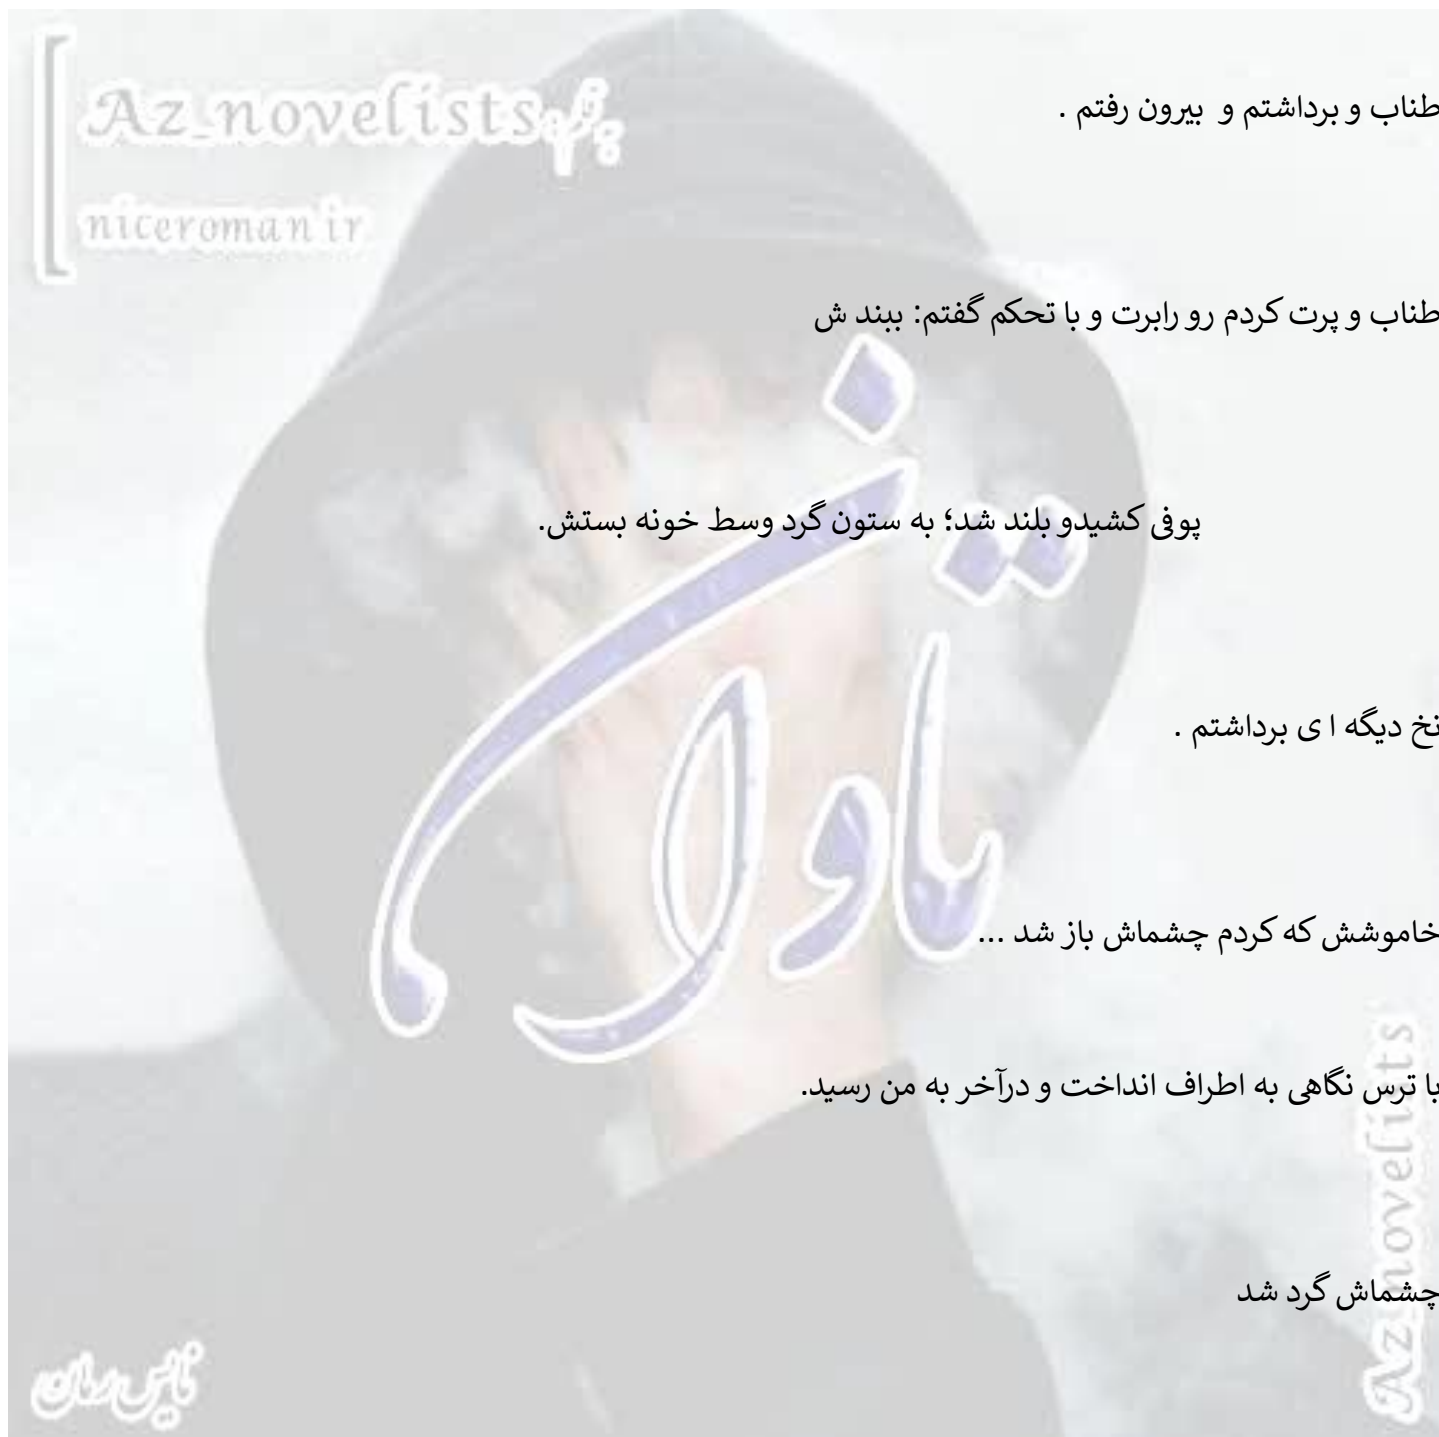 Az_novelists
niceroman.ir
طناب و برداشتم و بیرون رفتم .
طناب و پرت کردم رو رابرت و با تحکم گفتم: ببند ش
پوفی کشیدو بلند شد؛ به ستون گرد وسط خونه بستش.
نخ دیگه ا ی برداشتم .
تاوان
خاموشش که کردم چشماش باز شد ...
با ترس نگاهی به اطراف انداخت و درآخر به من رسید.
چشماش گرد شد
Az_novelists
نایس رمان